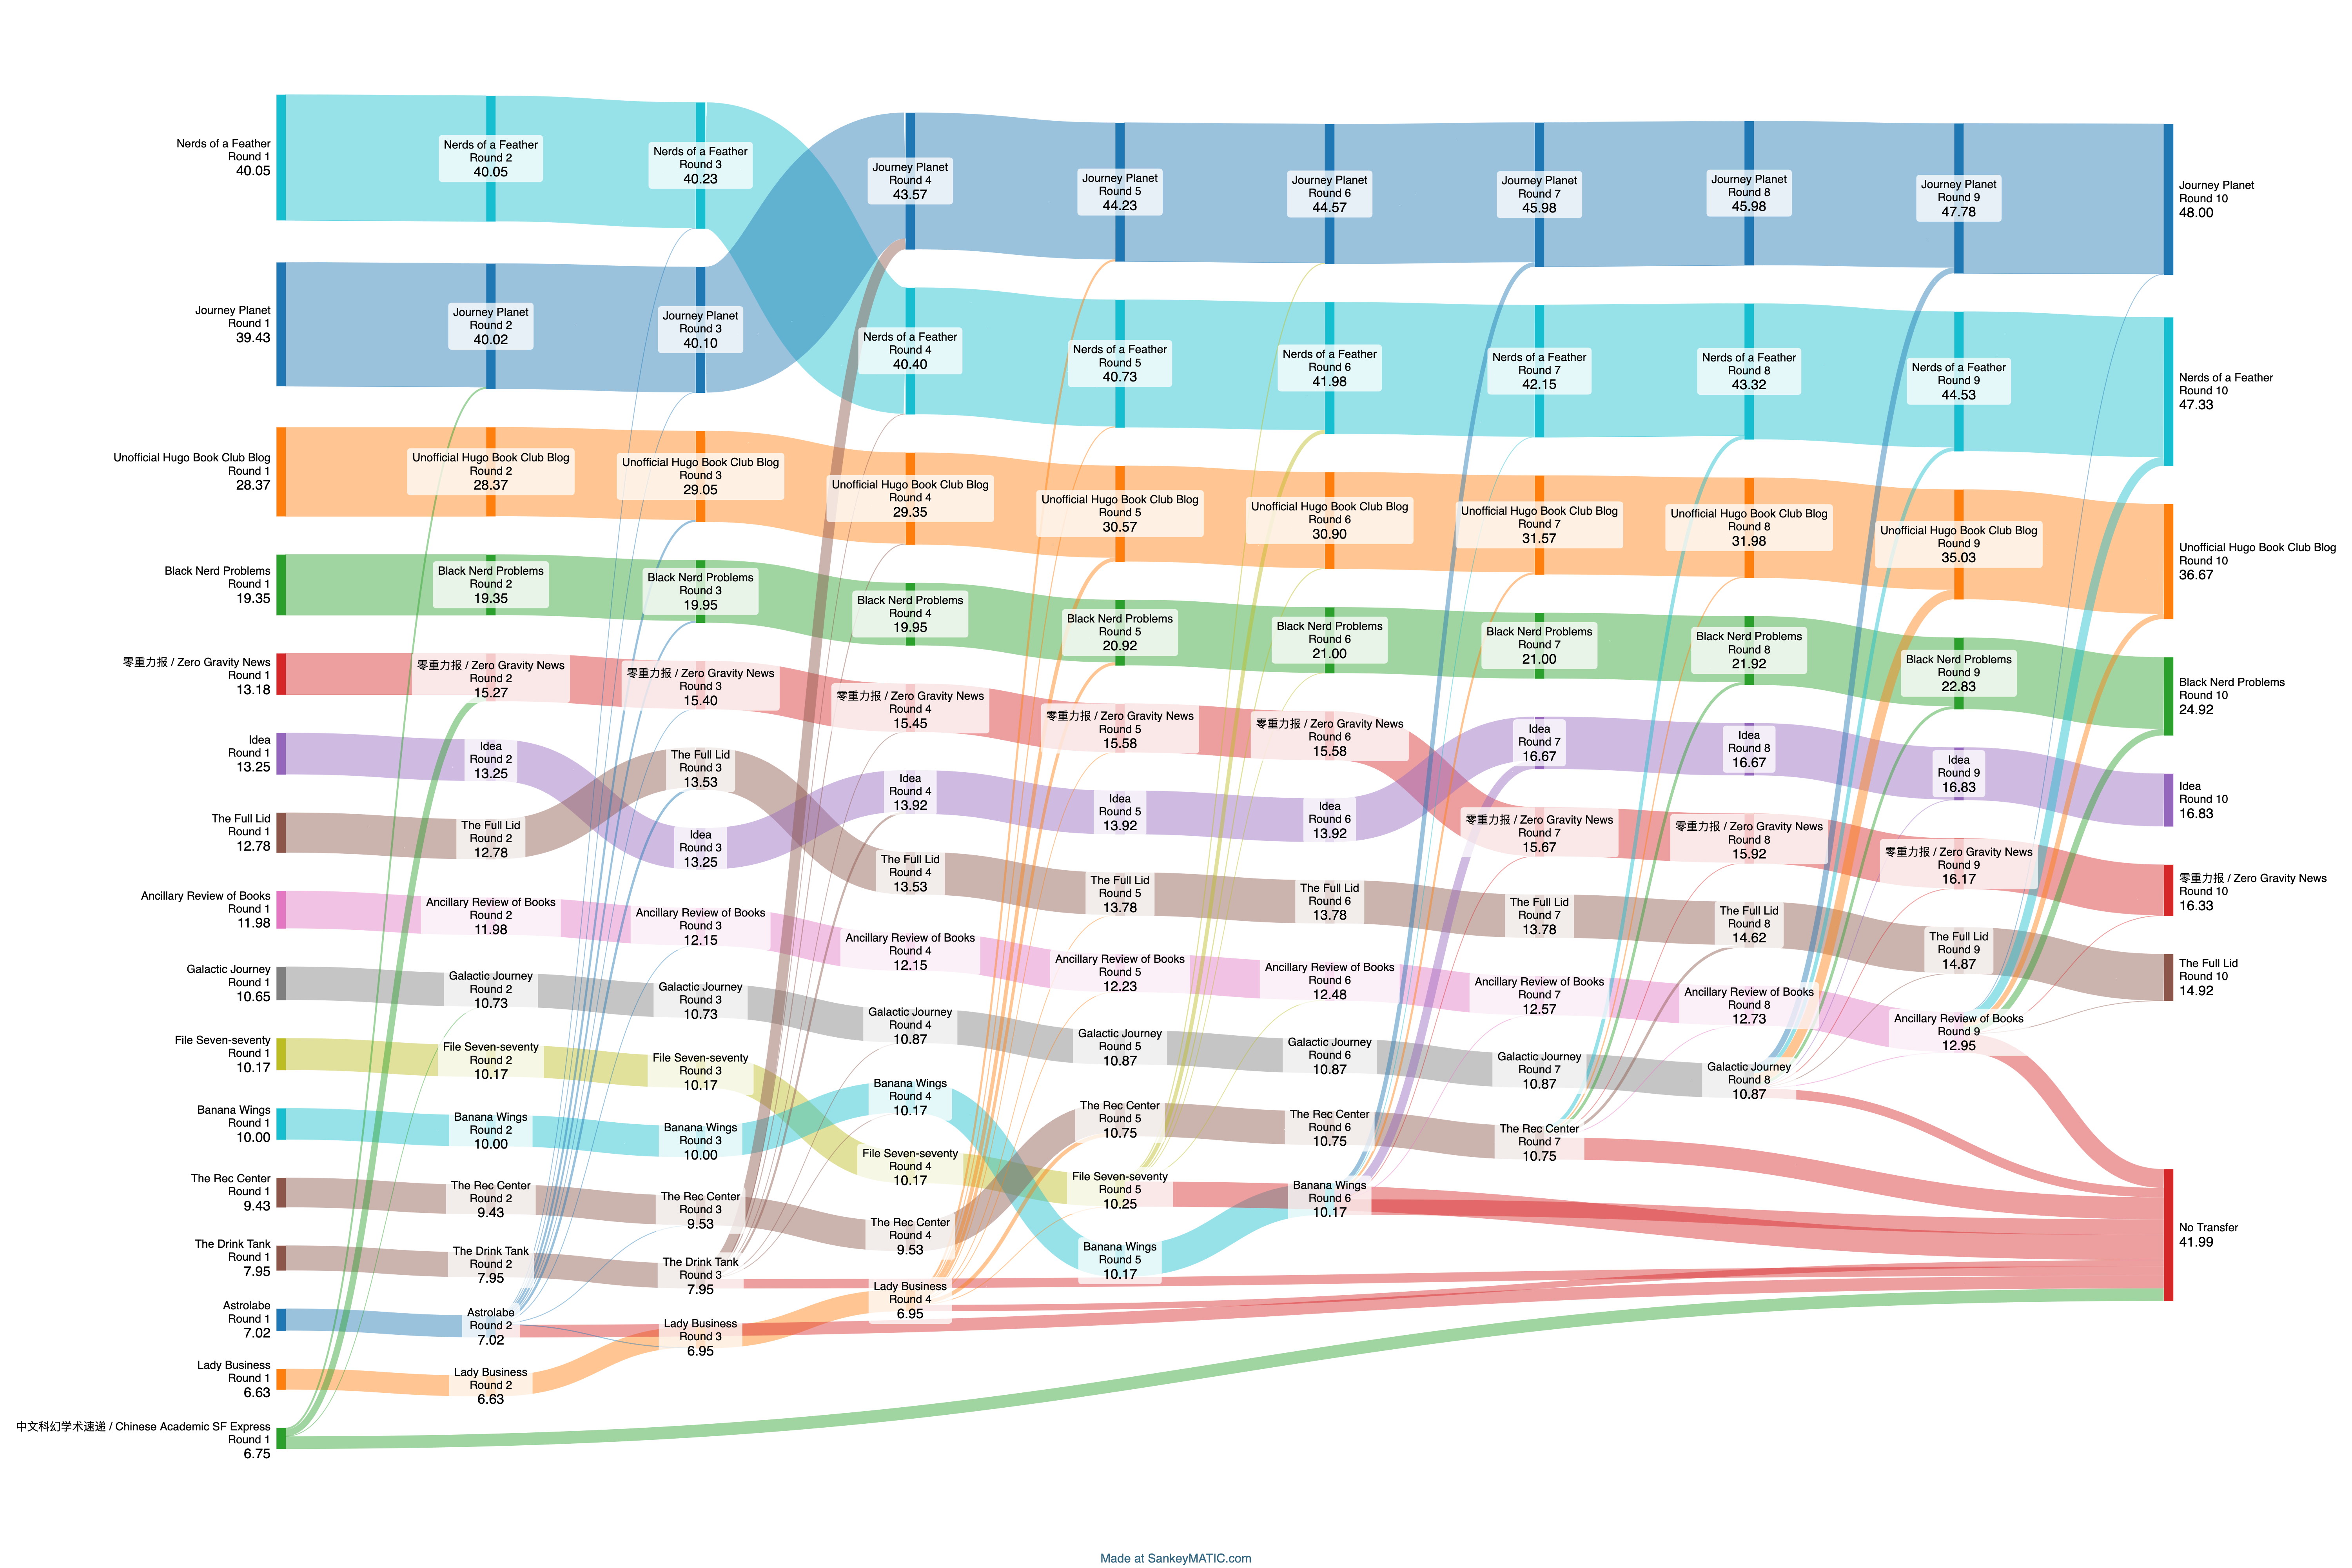 Nerds of a Feather
Round 1
40.05
Journey Planet
Round 1
39.43
Unofficial Hugo Book Club Blog
Round 1
28.37
Black Nerd Problems
Round 1
19.35
零重力报 / Zero Gravity News
Round 1
13.18
Idea
Round 1
13.25
The Full Lid
Round 1
12.78
Ancillary Review of Books
Round 1
11.98
Galactic Journey
Round 1
10.65
File Seven-seventy
Round 1
10.17
Banana Wings
Round 1
10.00
The Rec Center
Round 1
9.43
The Drink Tank
Round 1
7.95
Astrolabe
Round 1
7.02
Lady Business
Round 1
6.63
中文科幻学术速递 / Chinese Academic SF Express
Round 1
6.75
Nerds of a Feather
Round 2
40.05
Journey Planet
Round 2
40.02
Unofficial Hugo Book Club Blog
Round 2
28.37
Black Nerd Problems
Round 2
19.35
零重力报 / Zero Gravity News
Round 2
15.27
Idea
Round 2
13.25
The Full Lid
Round 2
12.78
Ancillary Review of Books
Round 2
11.98
Galactic Journey
Round 2
10.73
File Seven-seventy
Round 2
10.17
Banana Wings
Round 2
10.00
The Rec Center
Round 2
9.43
The Drink Tank
Round 2
7.95
Astrolabe
Round 2
7.02
Lady Business
Round 2
6.63
Nerds of a Feather
Round 3
40.23
Journey Planet
Round 3
40.10
Unofficial Hugo Book Club Blog
Round 3
29.05
Black Nerd Problems
Round 3
19.95
零重力报 / Zero Gravity News
Round 3
15.40
The Full Lid
Round 3
13.53
Idea
Round 3
13.25
Ancillary Review of Books
Round 3
12.15
Galactic Journey
Round 3
10.73
File Seven-seventy
Round 3
10.17
Banana Wings
Round 3
10.00
The Rec Center
Round 3
9.53
The Drink Tank
Round 3
7.95
Lady Business
Round 3
6.95
Journey Planet
Round 4
43.57
Nerds of a Feather
Round 4
40.40
Unofficial Hugo Book Club Blog
Round 4
29.35
Black Nerd Problems
Round 4
19.95
零重力报 / Zero Gravity News
Round 4
15.45
Idea
Round 4
13.92
The Full Lid
Round 4
13.53
Ancillary Review of Books
Round 4
12.15
Galactic Journey
Round 4
10.87
Banana Wings
Round 4
10.17
File Seven-seventy
Round 4
10.17
The Rec Center
Round 4
9.53
Lady Business
Round 4
6.95
Journey Planet
Round 5
44.23
Nerds of a Feather
Round 5
40.73
Unofficial Hugo Book Club Blog
Round 5
30.57
Black Nerd Problems
Round 5
20.92
零重力报 / Zero Gravity News
Round 5
15.58
Idea
Round 5
13.92
The Full Lid
Round 5
13.78
Ancillary Review of Books
Round 5
12.23
Galactic Journey
Round 5
10.87
The Rec Center
Round 5
10.75
File Seven-seventy
Round 5
10.25
Banana Wings
Round 5
10.17
Journey Planet
Round 6
44.57
Nerds of a Feather
Round 6
41.98
Unofficial Hugo Book Club Blog
Round 6
30.90
Black Nerd Problems
Round 6
21.00
零重力报 / Zero Gravity News
Round 6
15.58
Idea
Round 6
13.92
The Full Lid
Round 6
13.78
Ancillary Review of Books
Round 6
12.48
Galactic Journey
Round 6
10.87
The Rec Center
Round 6
10.75
Banana Wings
Round 6
10.17
Journey Planet
Round 7
45.98
Nerds of a Feather
Round 7
42.15
Unofficial Hugo Book Club Blog
Round 7
31.57
Black Nerd Problems
Round 7
21.00
Idea
Round 7
16.67
零重力报 / Zero Gravity News
Round 7
15.67
The Full Lid
Round 7
13.78
Ancillary Review of Books
Round 7
12.57
Galactic Journey
Round 7
10.87
The Rec Center
Round 7
10.75
Journey Planet
Round 8
45.98
Nerds of a Feather
Round 8
43.32
Unofficial Hugo Book Club Blog
Round 8
31.98
Black Nerd Problems
Round 8
21.92
Idea
Round 8
16.67
零重力报 / Zero Gravity News
Round 8
15.92
The Full Lid
Round 8
14.62
Ancillary Review of Books
Round 8
12.73
Galactic Journey
Round 8
10.87
Journey Planet
Round 9
47.78
Nerds of a Feather
Round 9
44.53
Unofficial Hugo Book Club Blog
Round 9
35.03
Black Nerd Problems
Round 9
22.83
Idea
Round 9
16.83
零重力报 / Zero Gravity News
Round 9
16.17
The Full Lid
Round 9
14.87
Ancillary Review of Books
Round 9
12.95
Journey Planet
Round 10
48.00
Nerds of a Feather
Round 10
47.33
Unofficial Hugo Book Club Blog
Round 10
36.67
Black Nerd Problems
Round 10
24.92
Idea
Round 10
16.83
零重力报 / Zero Gravity News
Round 10
16.33
The Full Lid
Round 10
14.92
No Transfer
41.99
Made at SankeyMATIC.com